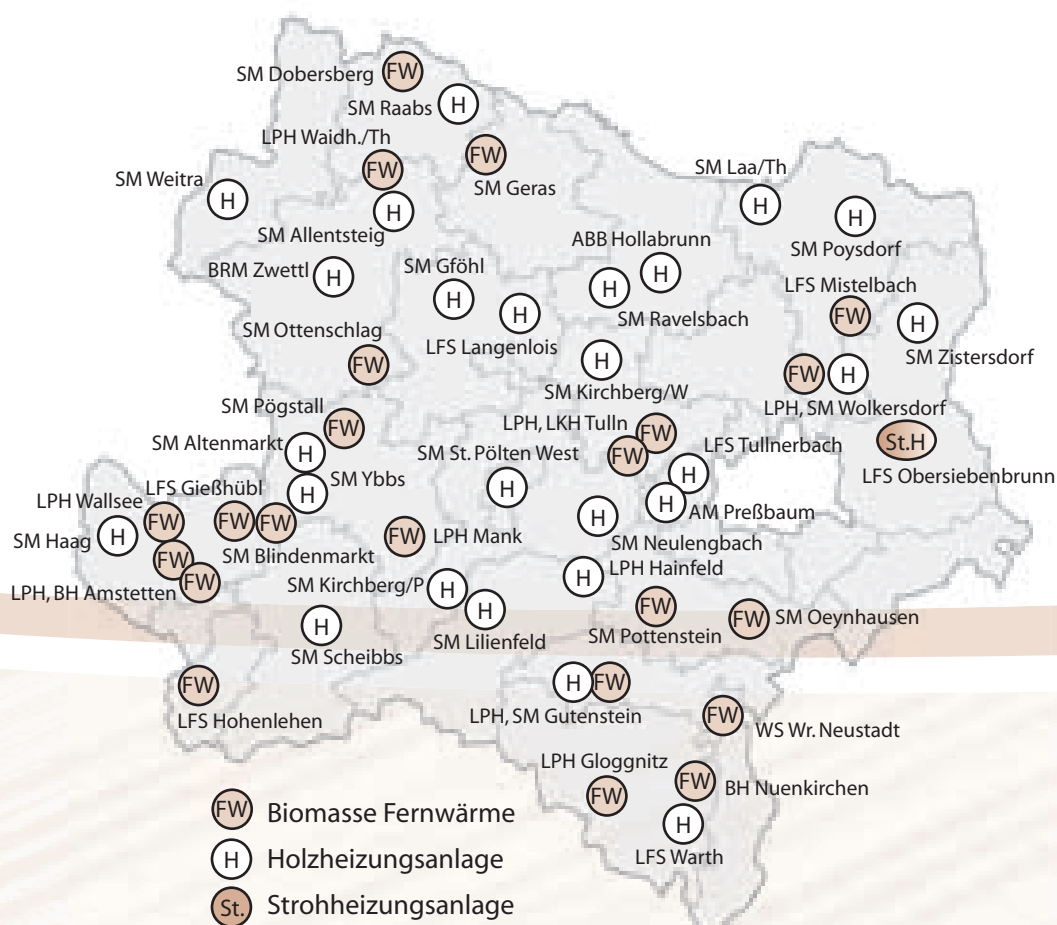 SM Dobersberg
FW
SM Raabs
H
LPH Waidh./Th
FW
FW
SM Geras
SM Weitra
H
SM Allentsteig
H
SM Laa/Th
H
H
SM Poysdorf
BRM Zwettl
H
SM Gföhl
H
ABB Hollabrunn
H
H
SM Ravelsbach
H
LFS Langenlois
LFS Mistelbach
FW
H
SM Zistersdorf
SM Ottenschlag
FW
H
SM Kirchberg/W
FW
H
LPH, SM Wolkersdorf
SM Pögstall
FW
LPH, LKH Tulln
FW
FW
St.H
LFS Obersiebenbrunn
SM Altenmarkt
H
SM St. Pölten West
H
LFS Tullnerbach
H
SM Ybbs
H
H
AM Preßbaum
LPH Wallsee
FW
LFS Gießhübl
FW
FW
SM Blindenmarkt
SM Haag
H
FW
LPH Mank
H
SM Neulengbach
LPH, BH Amstetten
FW
FW
SM Kirchberg/P
H
H
SM Lilienfeld
LPH Hainfeld
H
H
SM Scheibbs
FW
SM Pottenstein
FW
SM Oeynhausen
FW
LFS Hohenlehen
H
FW
LPH, SM Gutenstein
FW
WS Wr. Neustadt
LPH Gloggnitz
FW
FW
BH Nuenkirchen
H
LFS Warth
FW Biomasse Fernwärme
H Holzheizungsanlage
St. Strohheizungsanlage